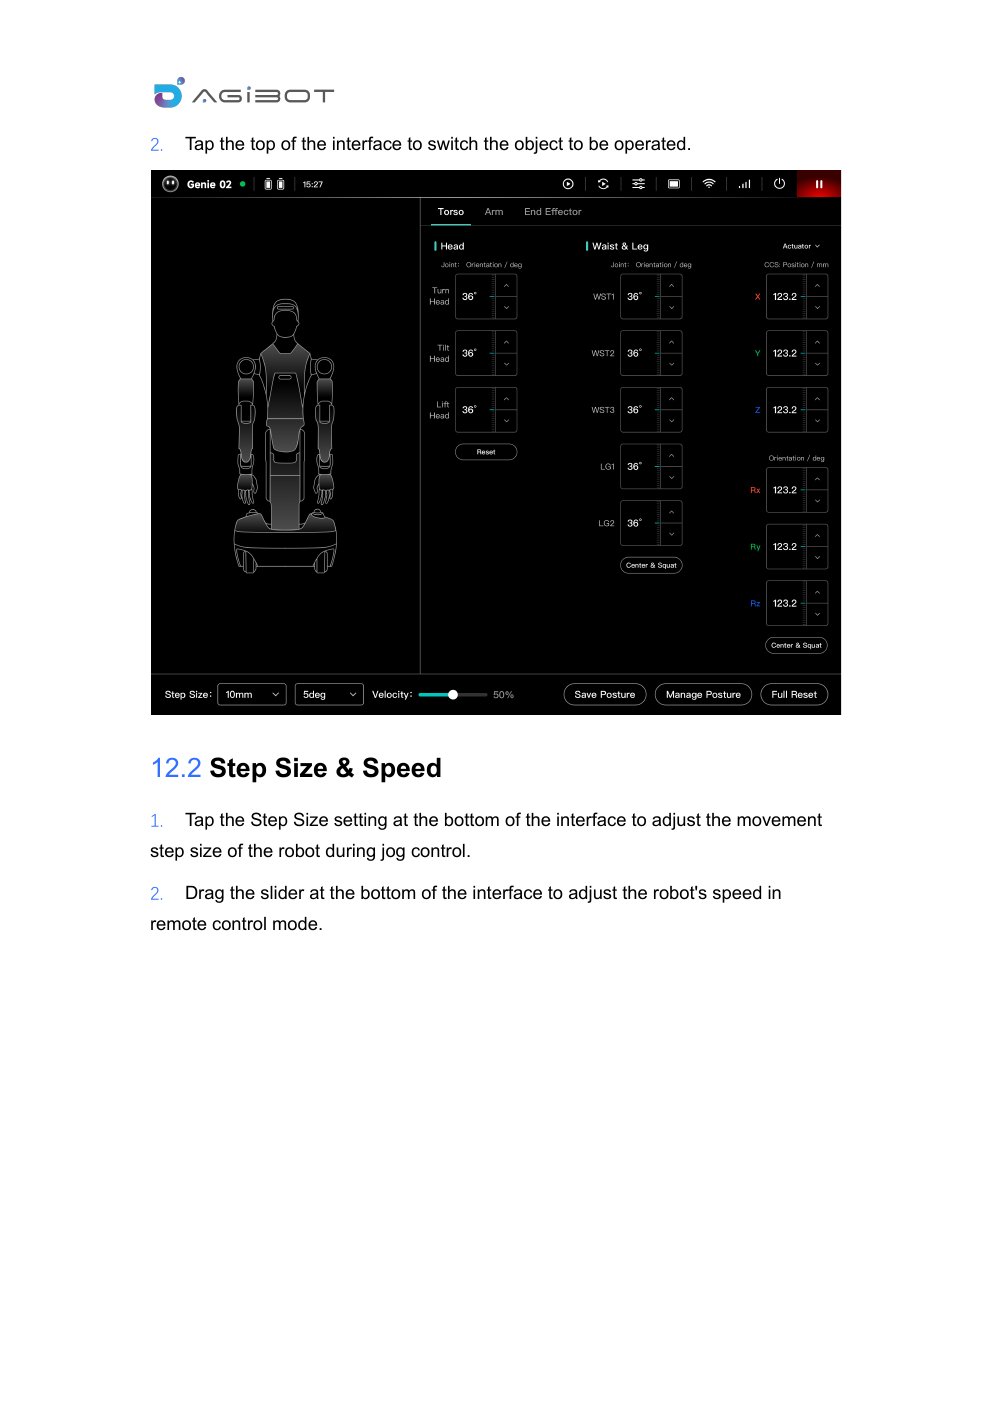 AGIBOT
2. Tap the top of the interface to switch the object to be operated.
Genie 02 15:27
Torso Arm End Effector
Head
Joint: Orientation / deg
Turn Head 36°
Tilt Head 36°
Lift Head 36°
Reset
Waist & Leg
Joint: Orientation / deg
WST1 36°
WST2 36°
WST3 36°
LG1 36°
LG2 36°
Center & Squat
Actuator
CCS: Position / mm
X 123.2
Y 123.2
Z 123.2
Orientation / deg
Rx 123.2
Ry 123.2
Rz 123.2
Center & Squat
Step Size: 10mm 5deg Velocity: 50% Save Posture Manage Posture Full Reset
12.2 Step Size & Speed
1. Tap the Step Size setting at the bottom of the interface to adjust the movement
step size of the robot during jog control.
2. Drag the slider at the bottom of the interface to adjust the robot's speed in
remote control mode.